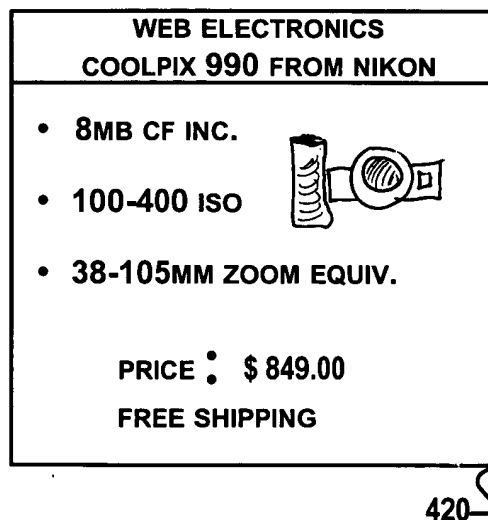 WEB ELECTRONICS
COOLPIX 990 FROM NIKON
• 8MB CF INC.
• 100-400 ISO
• 38-105MM ZOOM EQUIV.
PRICE : $ 849.00
FREE SHIPPING
420